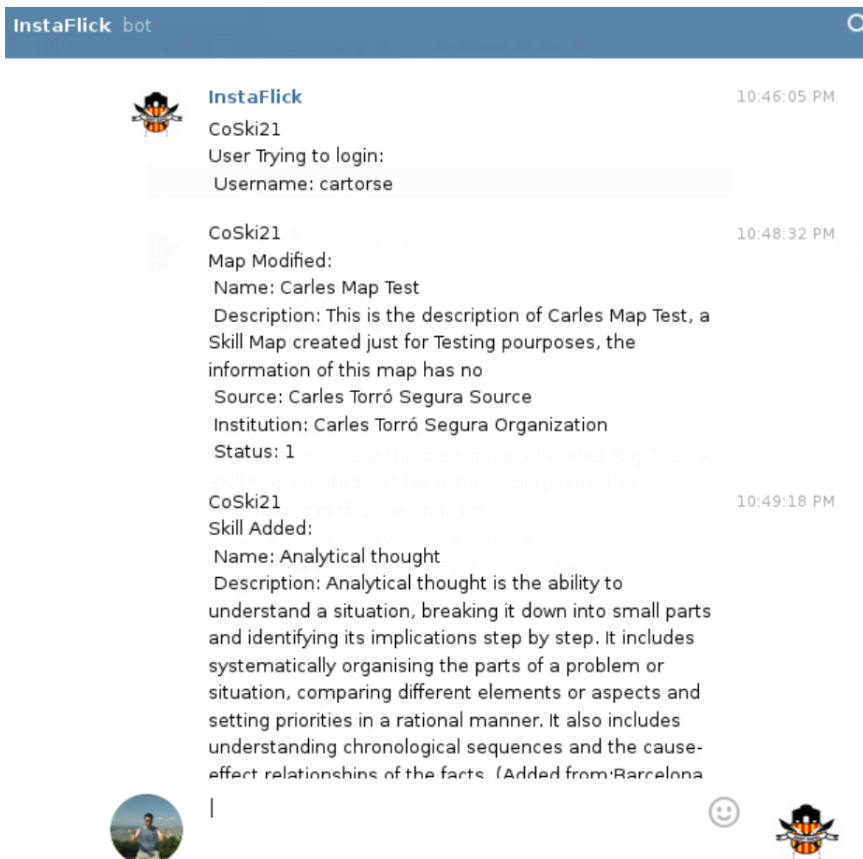 InstaFlick bot
InstaFlick 10:46:05 PM
CoSki21
User Trying to login:
Username: cartorse
CoSki21 10:48:32 PM
Map Modified:
Name: Carles Map Test
Description: This is the description of Carles Map Test, a
Skill Map created just for Testing pourposes, the
information of this map has no
Source: Carles Torró Segura Source
Institution: Carles Torró Segura Organization
Status: 1
CoSki21 10:49:18 PM
Skill Added:
Name: Analytical thought
Description: Analytical thought is the ability to
understand a situation, breaking it down into small parts
and identifying its implications step by step. It includes
systematically organising the parts of a problem or
situation, comparing different elements or aspects and
setting priorities in a rational manner. It also includes
understanding chronological sequences and the cause-
effect relationships of the facts. (Added from:Barcelona